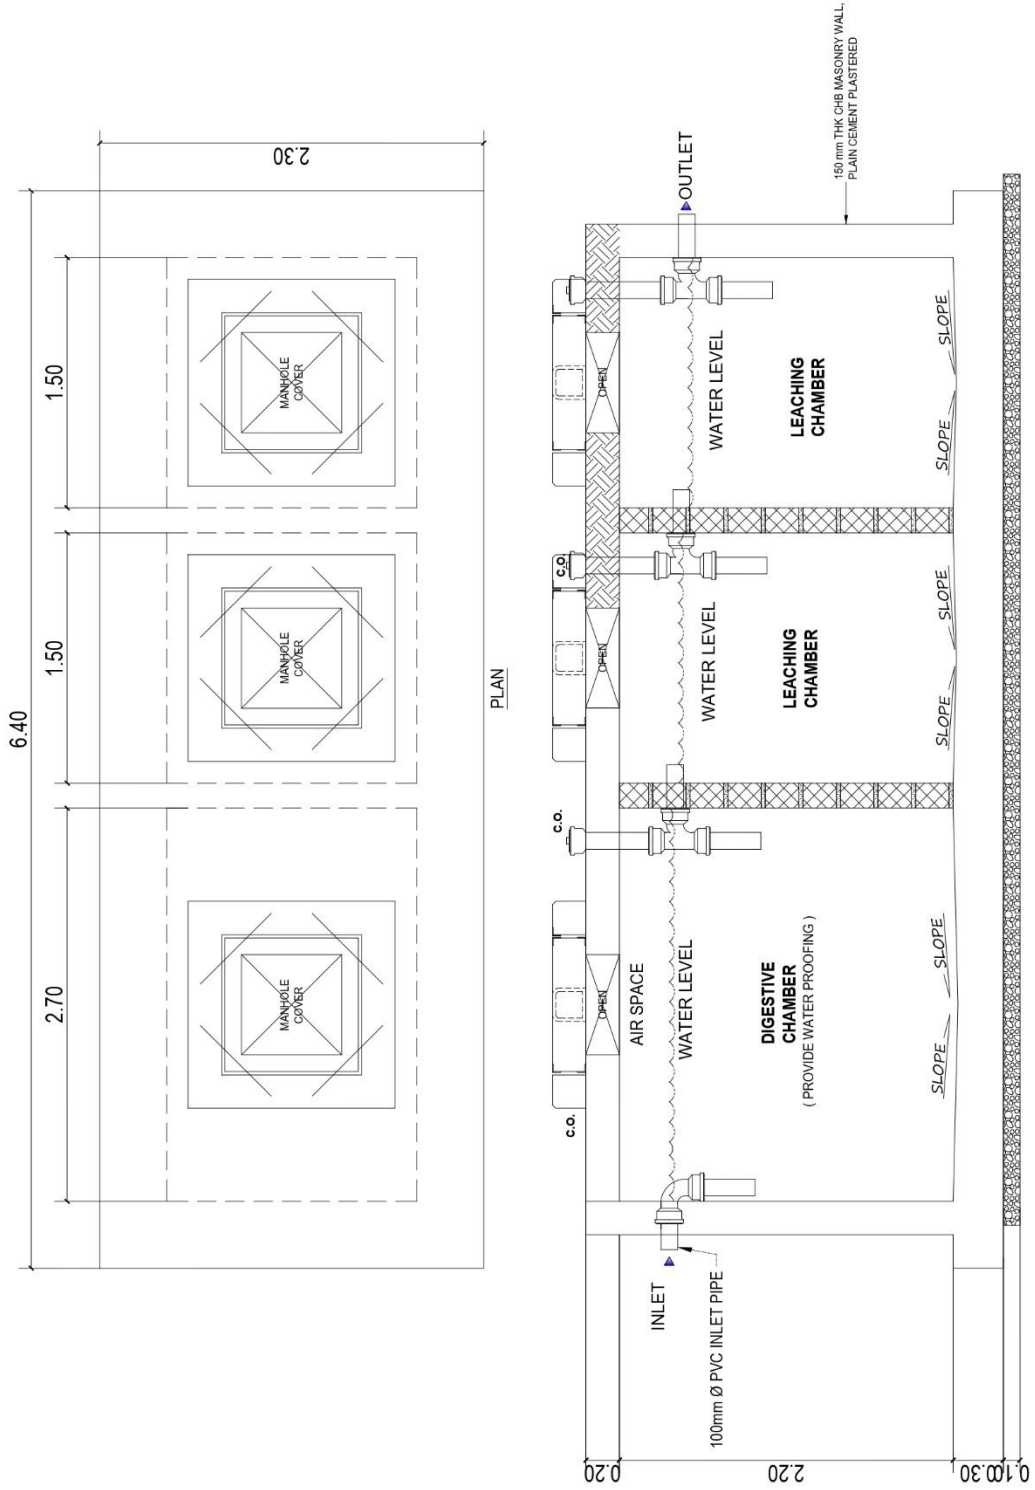 6.40
2.70
1.50
1.50
2.30
MANHOLE
COVER
MANHOLE
COVER
MANHOLE
COVER
PLAN
c.o.
c.o.
c.o.
OPEN
OPEN
OPEN
AIR SPACE
INLET
WATER LEVEL
WATER LEVEL
WATER LEVEL
OUTLET
100mm Ø PVC INLET PIPE
DIGESTIVE
CHAMBER
( PROVIDE WATER PROOFING )
LEACHING
CHAMBER
LEACHING
CHAMBER
150 mm THK CHB MASONRY WALL,
PLAIN CEMENT PLASTERED
SLOPE
SLOPE
SLOPE
SLOPE
SLOPE
SLOPE
0.20
2.20
0.30
0.10